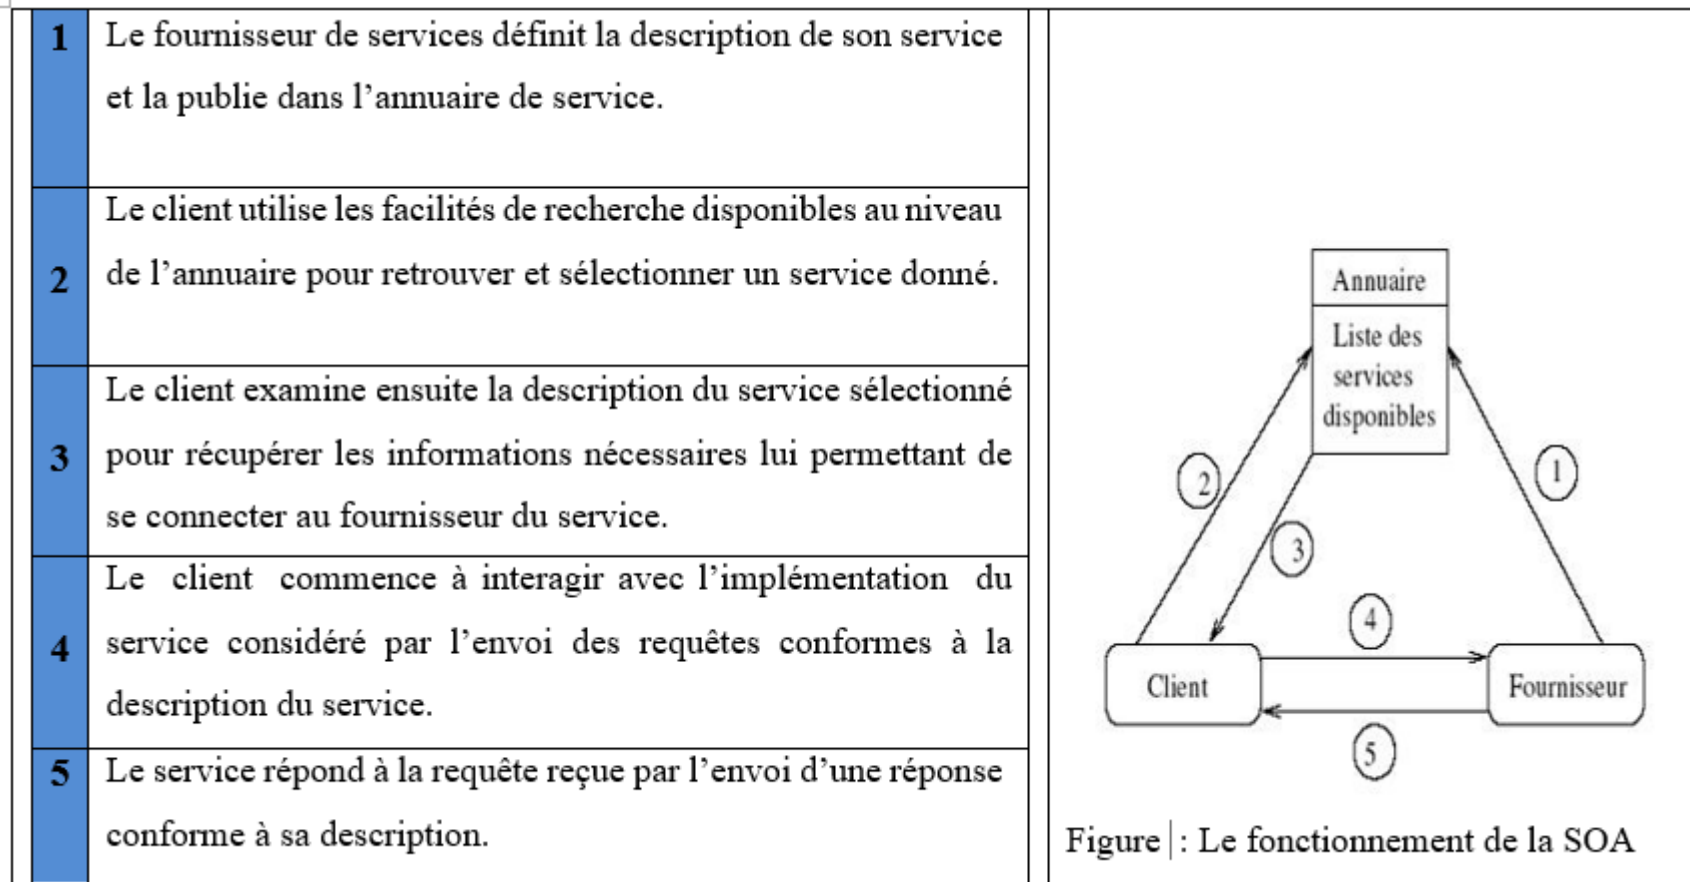 1
Le fournisseur de services définit la description de son service
et la publie dans l’annuaire de service.
2
Le client utilise les facilités de recherche disponibles au niveau
de l’annuaire pour retrouver et sélectionner un service donné.
3
Le client examine ensuite la description du service sélectionné
pour récupérer les informations nécessaires lui permettant de
se connecter au fournisseur du service.
4
Le client commence à interagir avec l’implémentation du
service considéré par l’envoi des requêtes conformes à la
description du service.
5
Le service répond à la requête reçue par l’envoi d’une réponse
conforme à sa description.
Annuaire
Liste des
services
disponibles
2
1
3
4
Client
Fournisseur
5
Figure : Le fonctionnement de la SOA